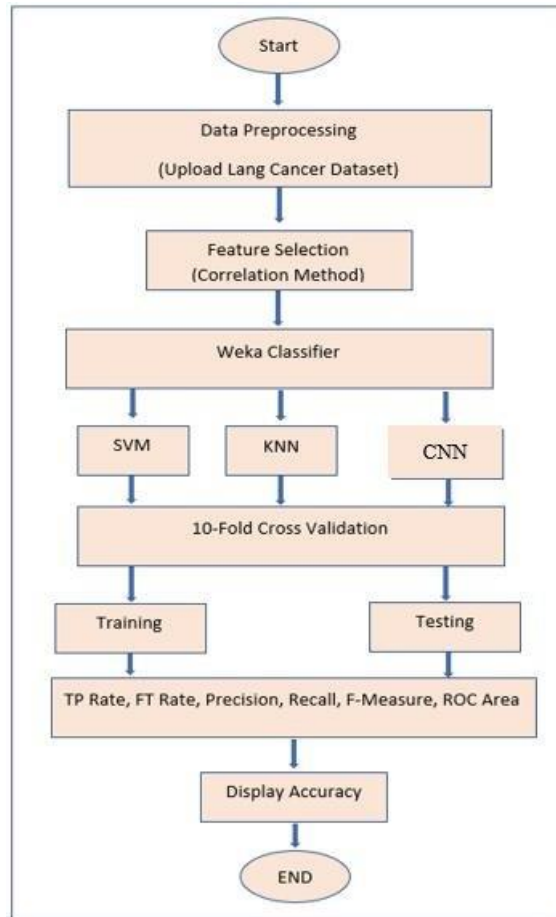 Start
Data Preprocessing
(Upload Lang Cancer Dataset)
Feature Selection
(Correlation Method)
Weka Classifier
SVM
KNN
CNN
10-Fold Cross Validation
Training
Testing
TP Rate, FT Rate, Precision, Recall, F-Measure, ROC Area
Display Accuracy
END